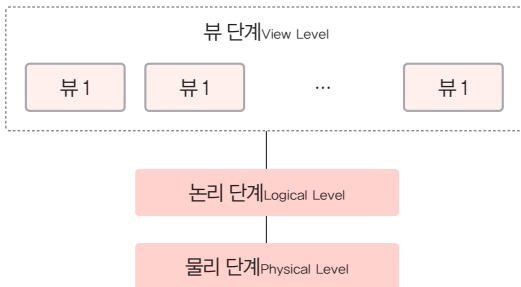 뷰 단계View Level
뷰 1 뷰 1 … 뷰 1
논리 단계Logical Level
물리 단계Physical Level